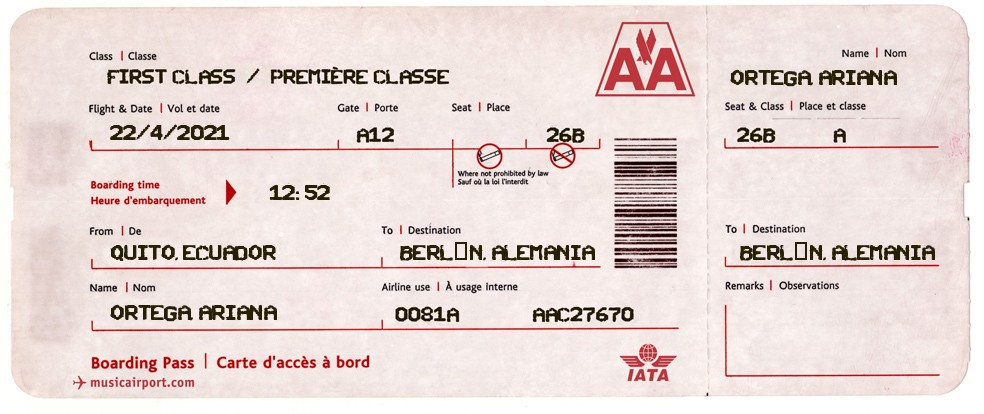 Class | Classe
FIRST CLASS / PREMIÈRE CLASSE
Flight & Date | Vol et date
Gate | Porte
Seat | Place
22/4/2021
A12
26B
Where not prohibited by law
Sauf où la loi l'interdit
Boarding time
Heure d'embarquement
12:52
From | De
To | Destination
QUITO, ECUADOR
BERL□N, ALEMANIA
Name | Nom
Airline use | À usage interne
ORTEGA ARIANA
0081A
AAC27670
Boarding Pass | Carte d'accès à bord
musicairport.com
AA
IATA
Name | Nom
ORTEGA ARIANA
Seat & Class | Place et classe
26B A
To | Destination
BERL□N, ALEMANIA
Remarks | Observations